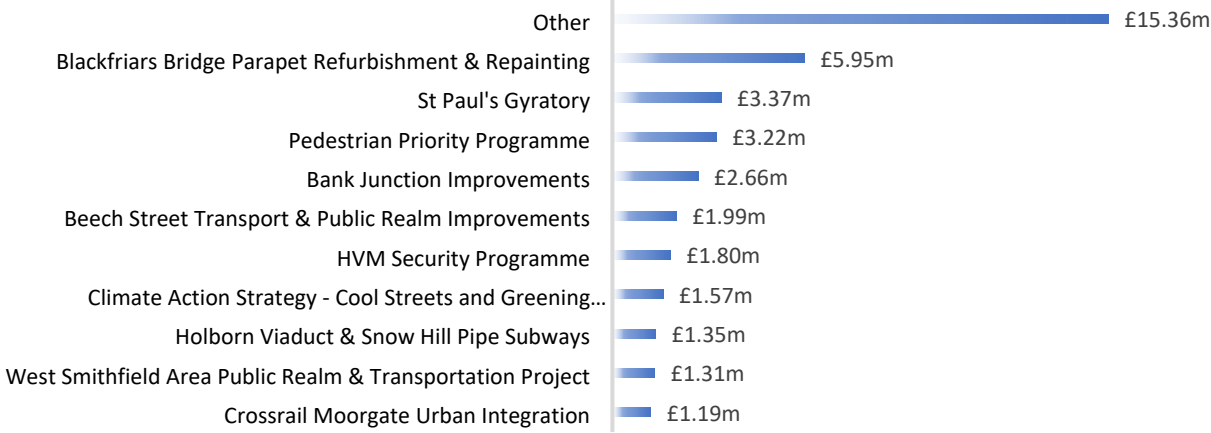 Other £15.36m
Blackfriars Bridge Parapet Refurbishment & Repainting £5.95m
St Paul's Gyratory £3.37m
Pedestrian Priority Programme £3.22m
Bank Junction Improvements £2.66m
Beech Street Transport & Public Realm Improvements £1.99m
HVM Security Programme £1.80m
Climate Action Strategy - Cool Streets and Greening... £1.57m
Holborn Viaduct & Snow Hill Pipe Subways £1.35m
West Smithfield Area Public Realm & Transportation Project £1.31m
Crossrail Moorgate Urban Integration £1.19m